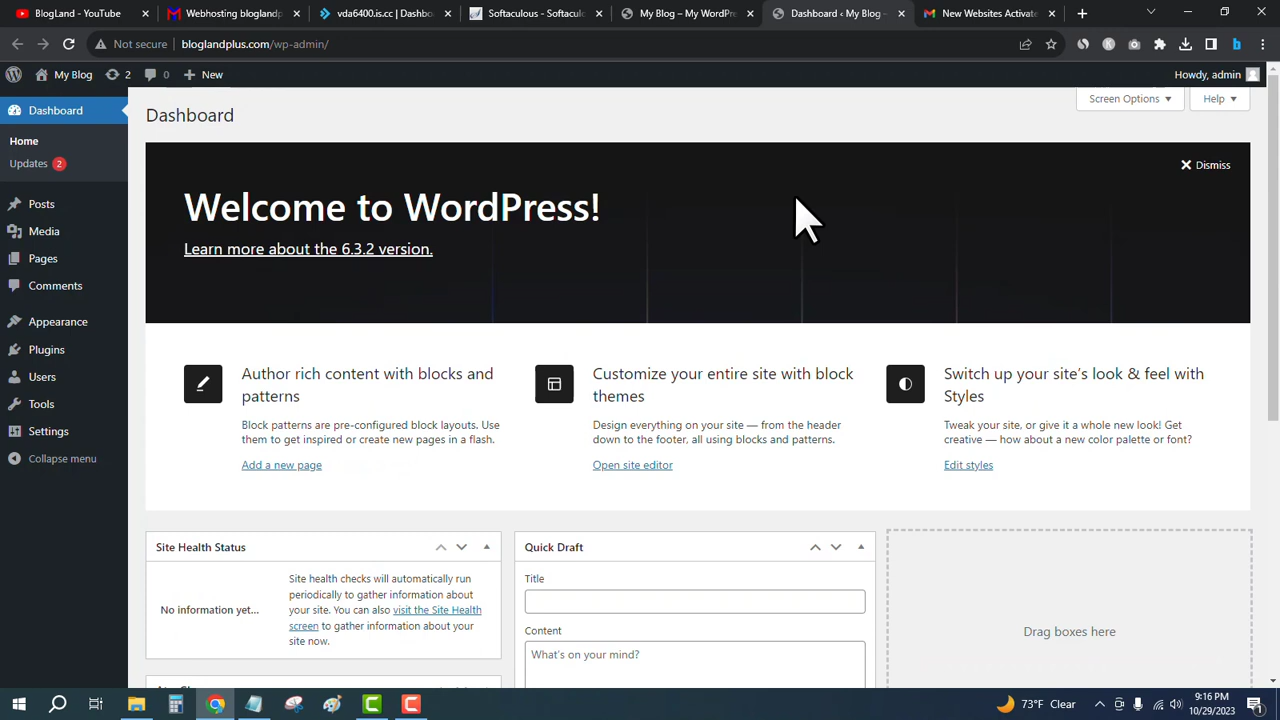 BlogLand - YouTube
Webhosting bloglandp
vda6400.is.cc | Dashbo
Softaculous - Softacul
My Blog – My WordPr
Dashboard ‹ My Blog –
New Websites Activate
Not secure
bloglandplus.com/wp-admin/
My Blog
2
0
New
Howdy, admin
Dashboard
Home
Updates 2
Posts
Media
Pages
Comments
Appearance
Plugins
Users
Tools
Settings
Collapse menu
Dashboard
Screen Options
Help
Dismiss
Welcome to WordPress!
Learn more about the 6.3.2 version.
Author rich content with blocks and
patterns
Block patterns are pre-configured block layouts. Use
them to get inspired or create new pages in a flash.
Add a new page
Customize your entire site with block
themes
Design everything on your site — from the header
down to the footer, all using blocks and patterns.
Open site editor
Switch up your site's look & feel with
Styles
Tweak your site, or give it a whole new look! Get
creative — how about a new color palette or font?
Edit styles
Site Health Status
No information yet...
Site health checks will automatically run
periodically to gather information about
your site. You can also visit the Site Health
screen to gather information about your
site now.
Quick Draft
Title
Content
What's on your mind?
Drag boxes here
73°F Clear
9:16 PM
10/29/2023
1